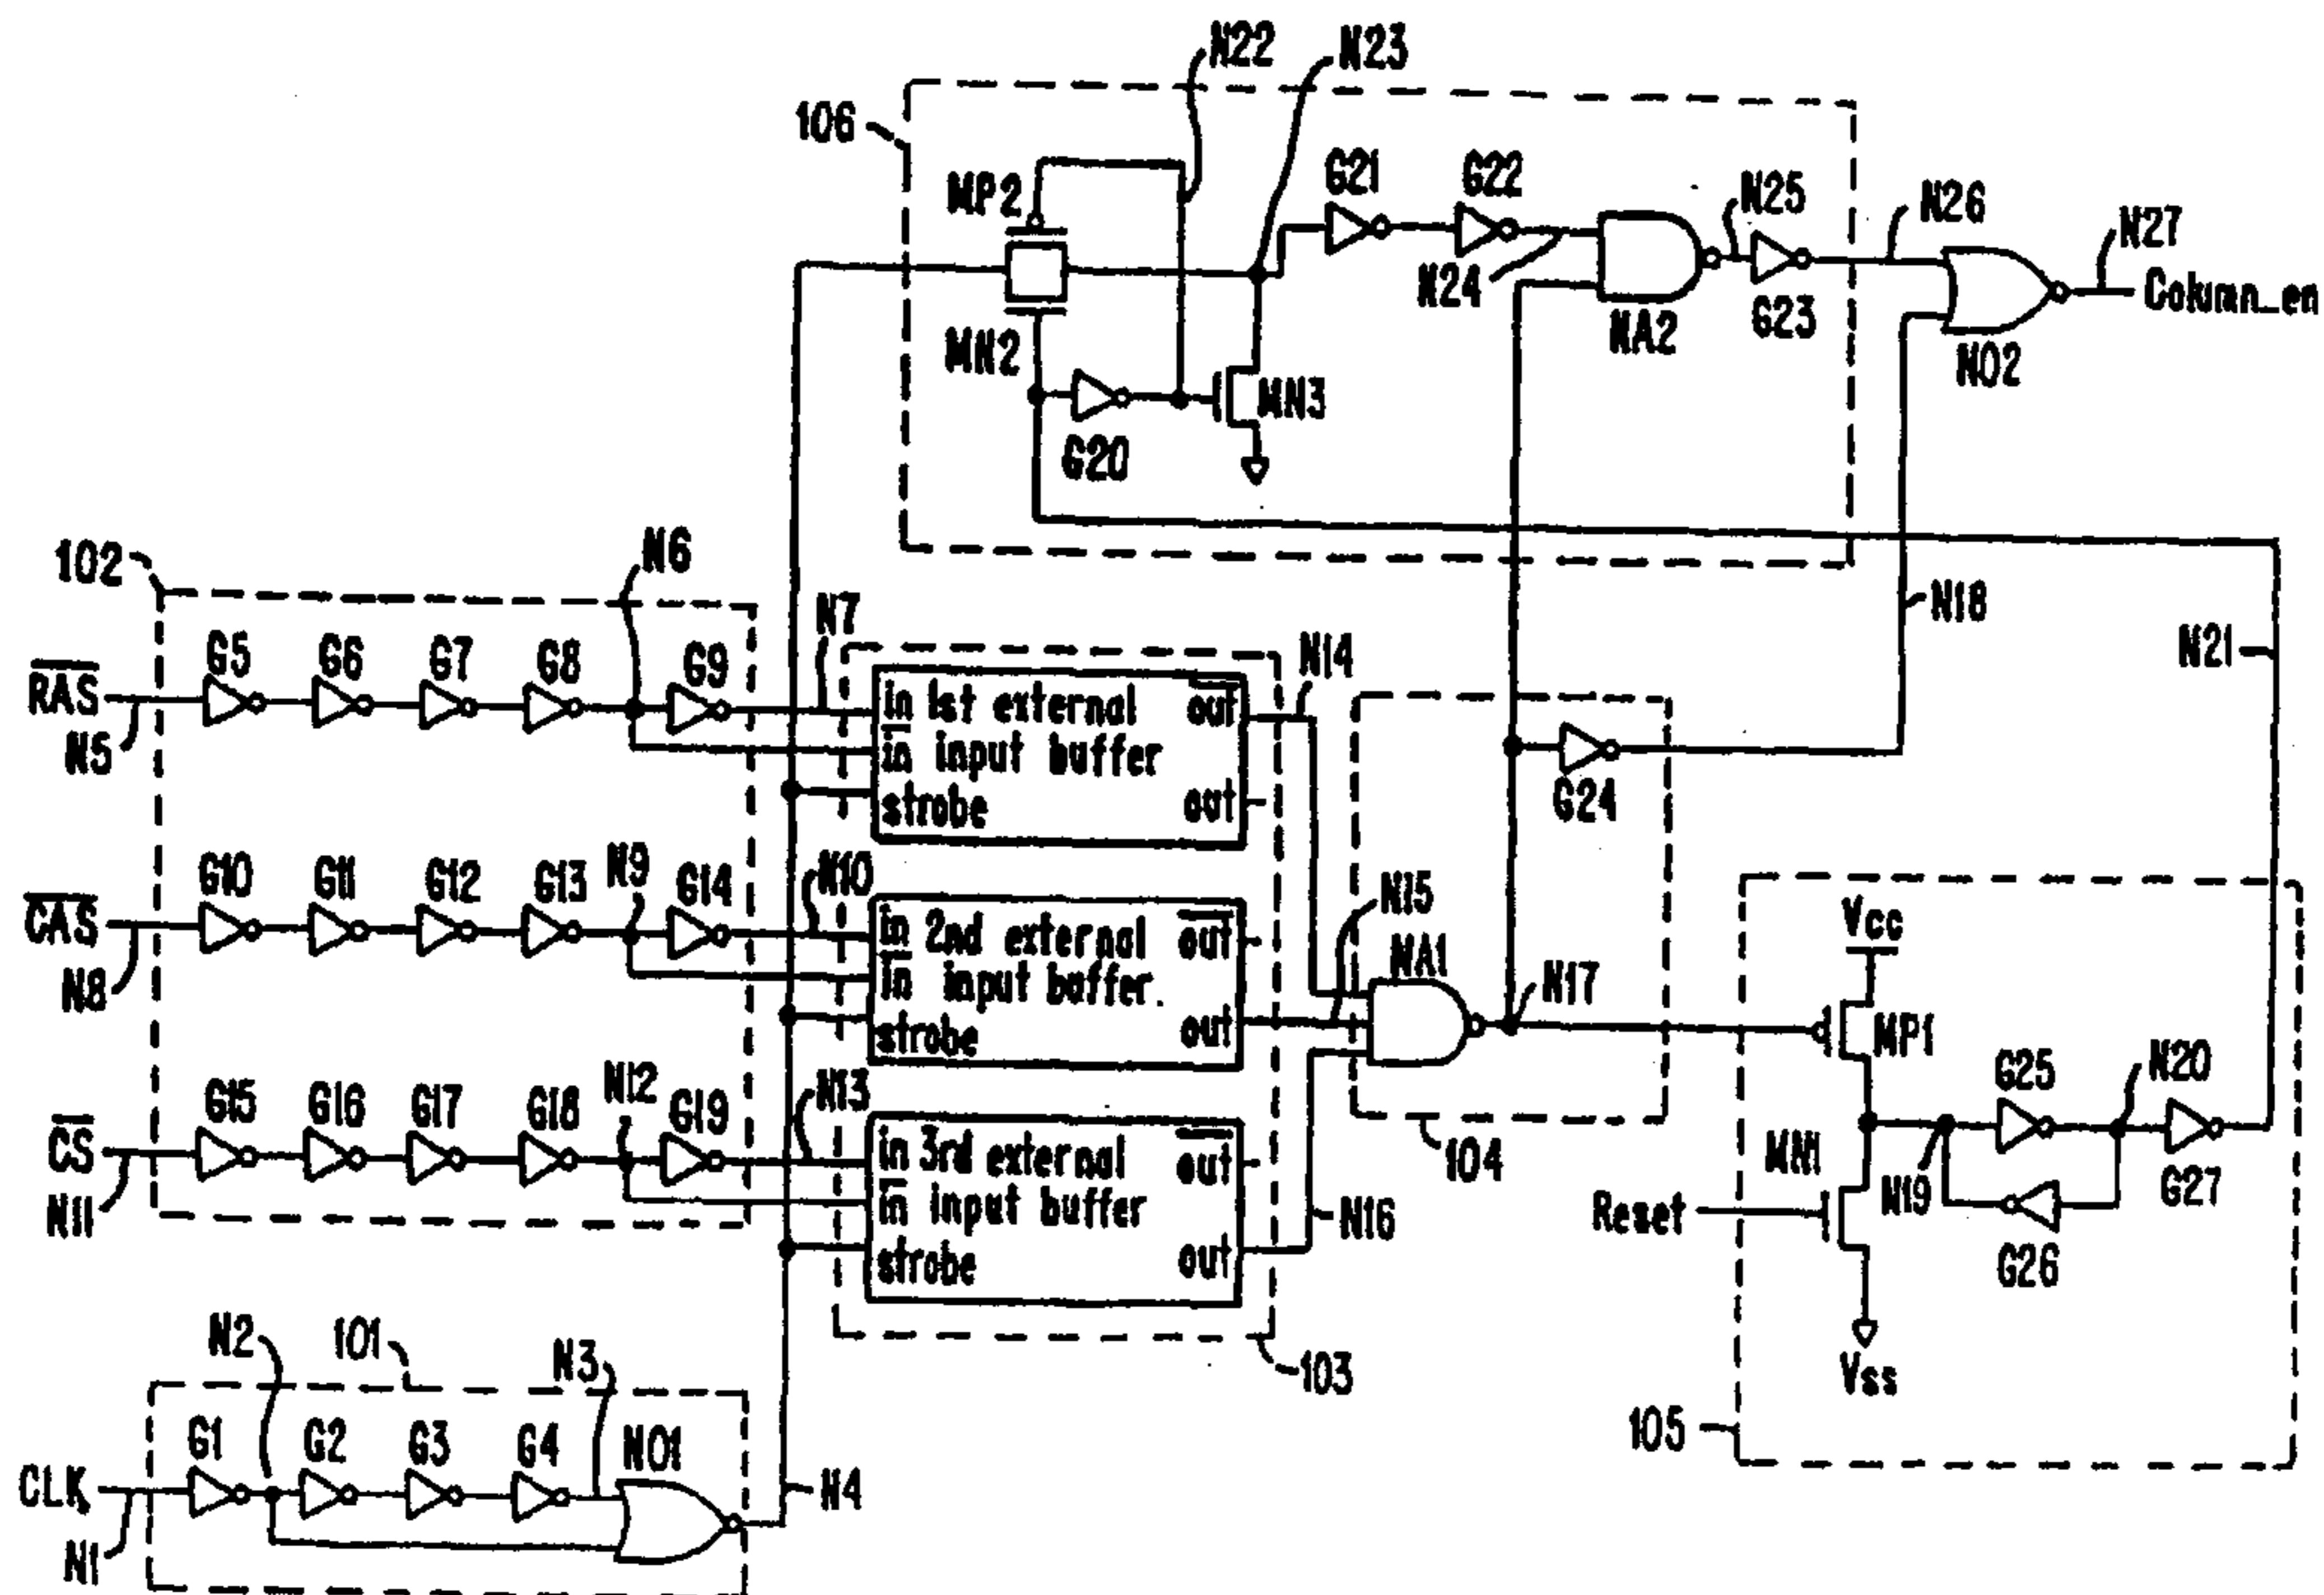 N22
N23
106
MP2
G21
G22
N25
N26
N27
N24
Column_en
MN2
NA2
G23
NO2
MN3
G20
N6
102
N18
N7
N14
N21
G5
G6
G7
G8
G9
RAS
N5
in 1st external out
in input buffer
strobe out
G24
G10
G11
G12
G13
N9
G14
N10
N15
CAS
N8
in 2nd external out
in input buffer
strobe out
NA1
N17
Vcc
MP1
G15
G16
G17
G18
N12
G19
N13
G25
N20
CS
N11
in 3rd external out
in input buffer
strobe out
104
MN1
N19
G27
Reset
N16
G26
N2
101
N3
103
Vss
105
G1
G2
G3
G4
NO1
CLK
N4
N1